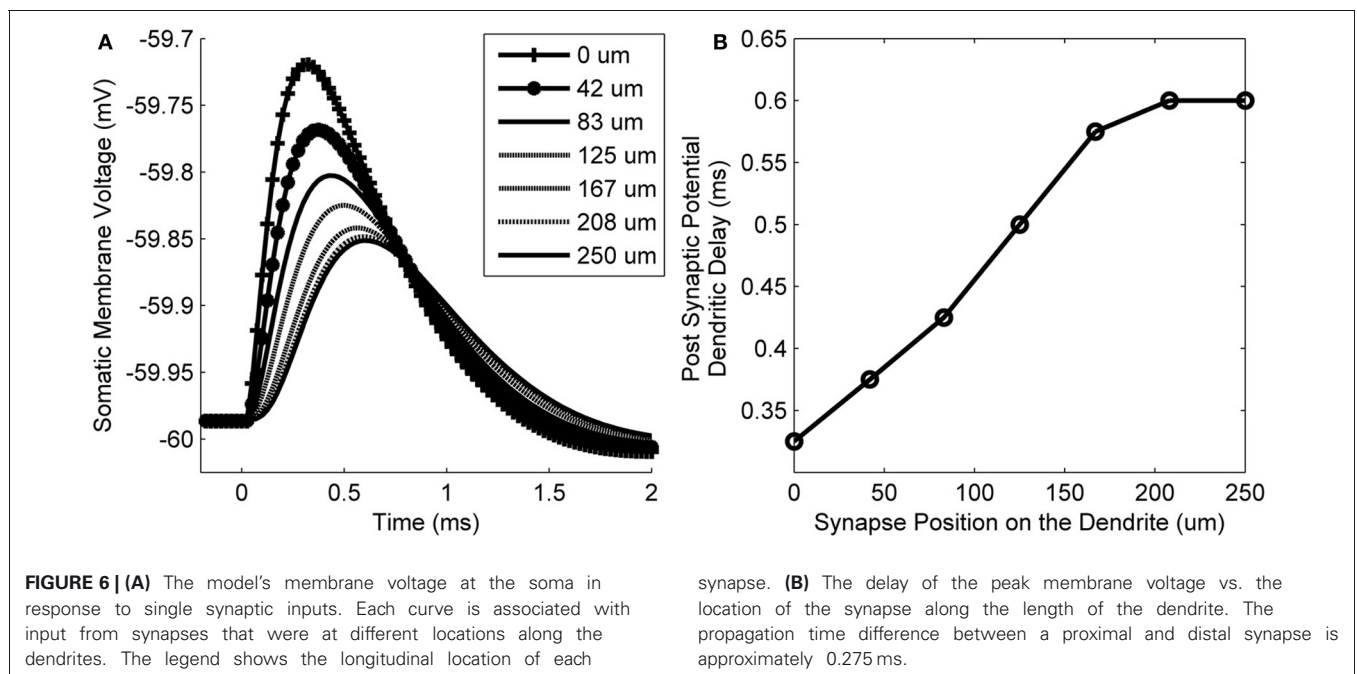 A
-59.7
-59.75
-59.8
-59.85
-59.9
-59.95
-60
Somatic Membrane Voltage (mV)
0
0.5
1
1.5
2
Time (ms)
0 um
42 um
83 um
125 um
167 um
208 um
250 um
B
0.65
0.6
0.55
0.5
0.45
0.4
0.35
Post Synaptic Potential
Dendritic Delay (ms)
0
50
100
150
200
250
Synapse Position on the Dendrite (um)
FIGURE 6 | (A) The model's membrane voltage at the soma in
response to single synaptic inputs. Each curve is associated with
input from synapses that were at different locations along the
dendrites. The legend shows the longitudinal location of each
synapse. (B) The delay of the peak membrane voltage vs. the
location of the synapse along the length of the dendrite. The
propagation time difference between a proximal and distal synapse is
approximately 0.275 ms.